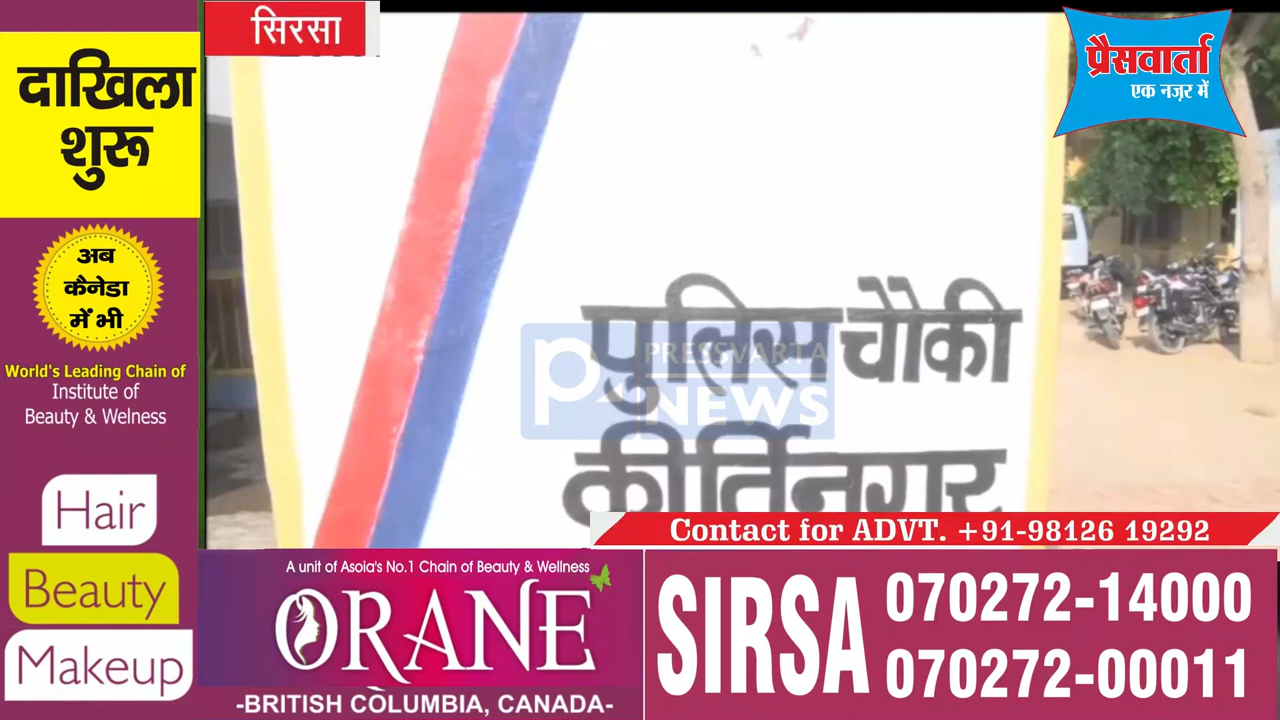 सिरसा
प्रैसवार्ता
एक नज़र में
दाखिला
शुरू
अब
कैनेडा
में भी
World's Leading Chain of
Institute of
Beauty & Welness
Hair
Beauty
Makeup
पुलिस चौकी
PRESSVARTA
NEWS
कीर्तिनगर
Contact for ADVT. +91-98126 19292
A unit of Asoia's No.1 Chain of Beauty & Wellness
ORANE
-BRITISH COLUMBIA, CANADA-
SIRSA
070272-14000
070272-00011